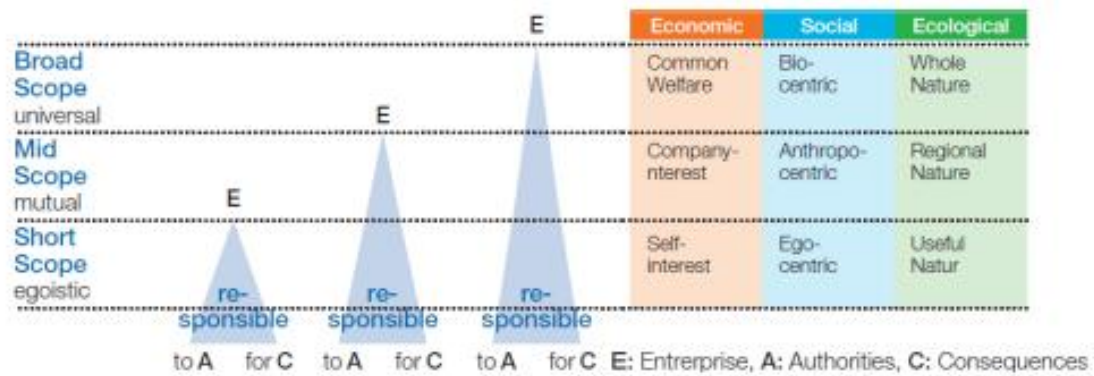 E
Economic Social Ecological
Broad
Scope
universal
Common
Welfare
Bio-
centric
Whole
Nature
E
Mid
Scope
mutual
Company-
nterest
Anthropo-
centric
Regional
Nature
E
Short
Scope
egoistic
Self-
interest
Ego-
centric
Useful
Natur
re-
sponsible
re-
sponsible
re-
sponsible
to A for C to A for C to A for C E: Entrerprise, A: Authorities, C: Consequences